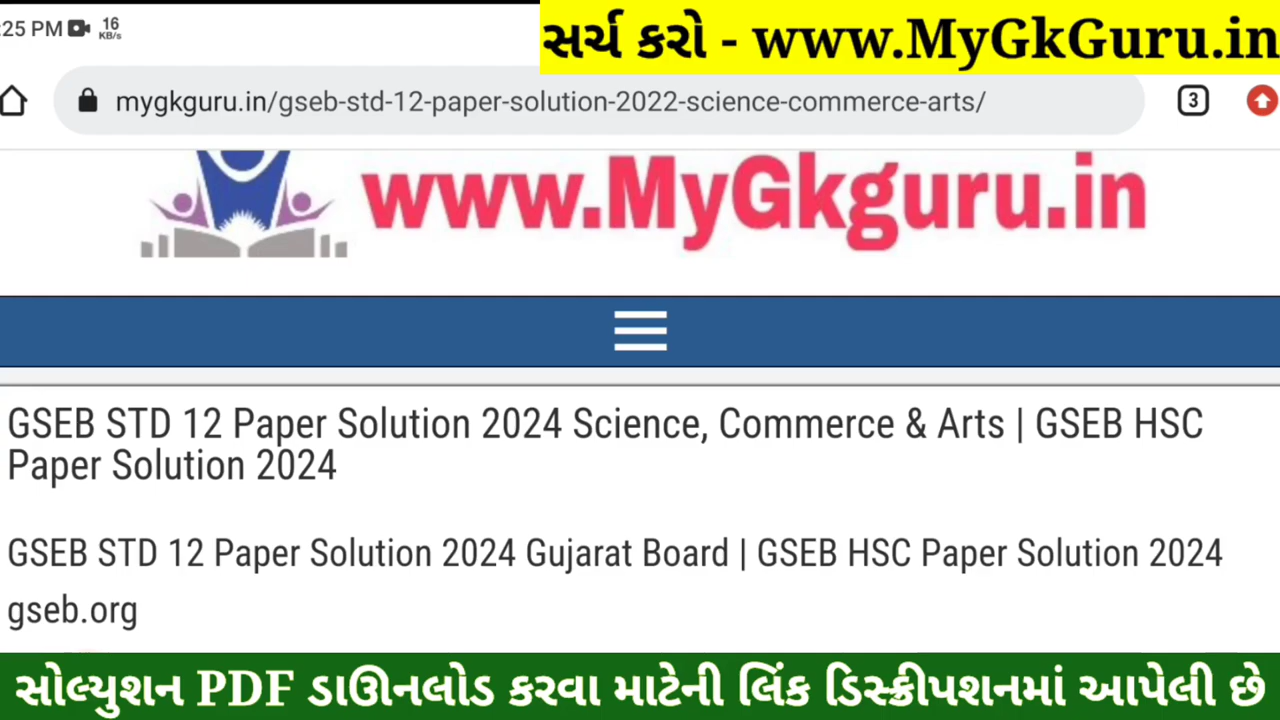 :25 PM 16 KB/s
સર્ચ કરો - www.MyGkGuru.in
mygkguru.in/gseb-std-12-paper-solution-2022-science-commerce-arts/
3
www.MyGkguru.in
GSEB STD 12 Paper Solution 2024 Science, Commerce & Arts | GSEB HSC
Paper Solution 2024
GSEB STD 12 Paper Solution 2024 Gujarat Board | GSEB HSC Paper Solution 2024
gseb.org
સોલ્યુશન PDF ડાઊનલોડ કરવા માટેની લિંક ડિસ્ક્રીપશનમાં આપેલી છે